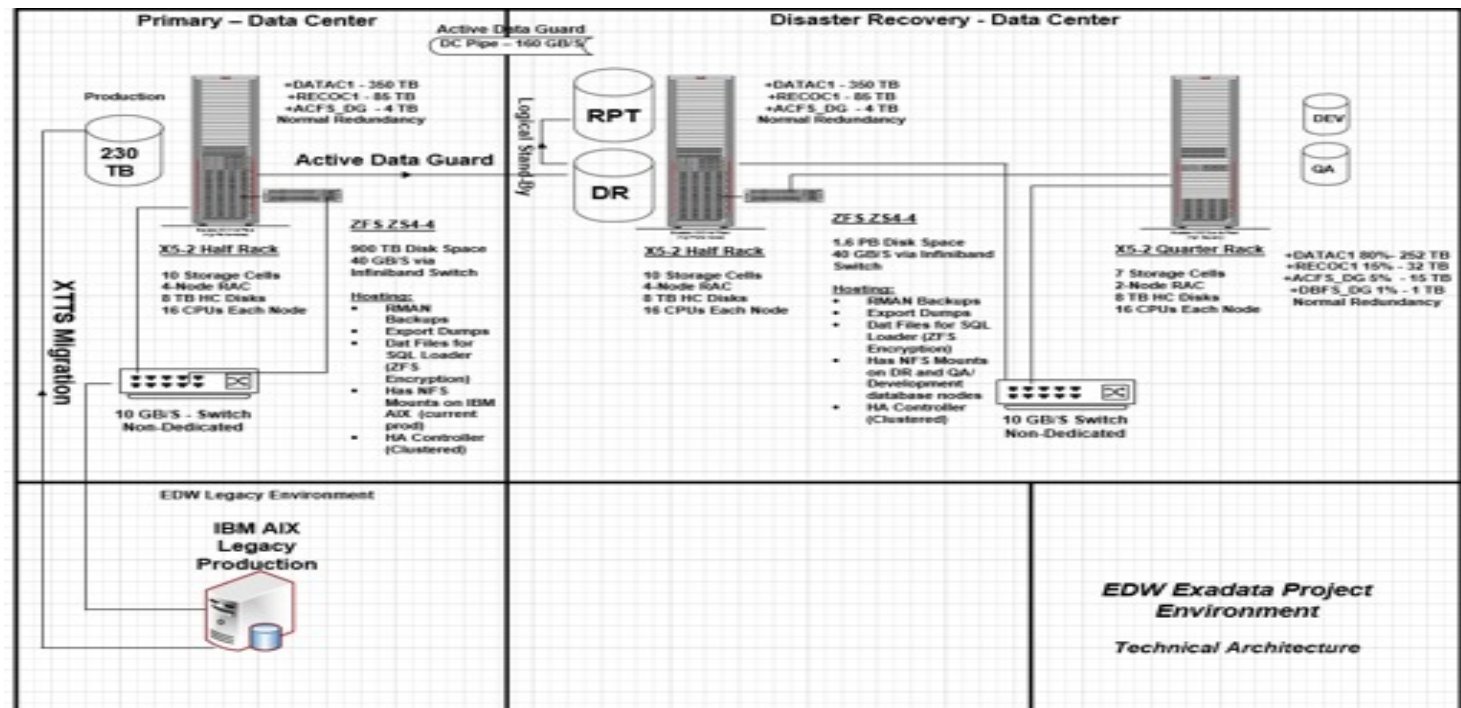 Primary – Data Center
Disaster Recovery - Data Center
Active Data Guard
DC Pipe – 160 GB/S
Production
230
TB
+DATAC1 - 350 TB
+RECOC1 - 85 TB
+ACFS_DG - 4 TB
Normal Redundancy
Active Data Guard
X5-2 Half Rack
10 Storage Cells
4-Node RAC
8 TB HC Disks
16 CPUs Each Node
ZFS ZS4-4
900 TB Disk Space
40 GB/S via
Infiniband Switch
Hosting:
• RMAN
Backups
• Export Dumps
• Dat Files for
SQL Loader
(ZFS
Encryption)
• Has NFS
Mounts on IBM
AIX (current
prod)
• HA Controller
(Clustered)
XTTS Migration
10 GB/S - Switch
Non-Dedicated
Logical Stand-By
RPT
DR
+DATAC1 - 350 TB
+RECOC1 - 85 TB
+ACFS_DG - 4 TB
Normal Redundancy
X5-2 Half Rack
10 Storage Cells
4-Node RAC
8 TB HC Disks
16 CPUs Each Node
ZFS ZS4-4
1.6 PB Disk Space
40 GB/S via Infiniband
Switch
Hosting:
• RMAN Backups
• Export Dumps
• Dat Files for SQL
Loader (ZFS
Encryption)
• Has NFS Mounts
on DR and QA/
Development
database nodes
• HA Controller
(Clustered)
DEV
QA
X5-2 Quarter Rack
7 Storage Cells
2-Node RAC
8 TB HC Disks
16 CPUs Each Node
+DATAC1 80%- 252 TB
+RECOC1 15% - 32 TB
+ACFS_DG 5% - 15 TB
+DBFS_DG 1% - 1 TB
Normal Redundancy
10 GB/S Switch
Non-Dedicated
EDW Legacy Environment
IBM AIX
Legacy
Production
EDW Exadata Project
Environment
Technical Architecture